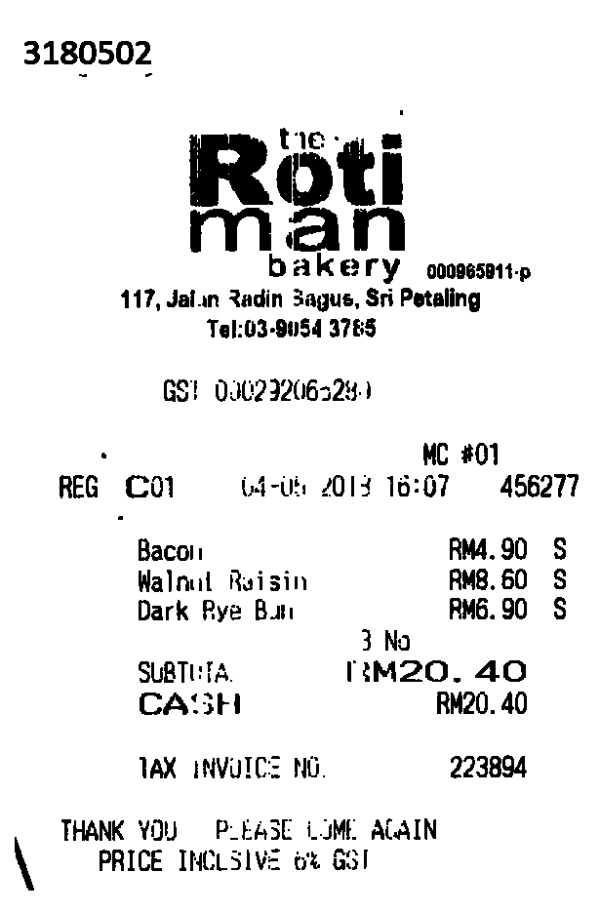 3180502
the
Roti
man
bakery 000965911-p
117, Jalan Radin Bagus, Sri Petaling
Tel:03-9054 3785
GST
MC #01
REG C01 04-05 2018 16:07 456277
Bacon RM4.90 S
Walnut Raisin RM8.60 S
Dark Rye Bun RM6.90 S
3 No
SUBTOTAL RM20.40
CASH RM20.40
TAX INVOICE NO. 223894
THANK YOU PLEASE COME AGAIN
PRICE INCLSIVE 6% GST